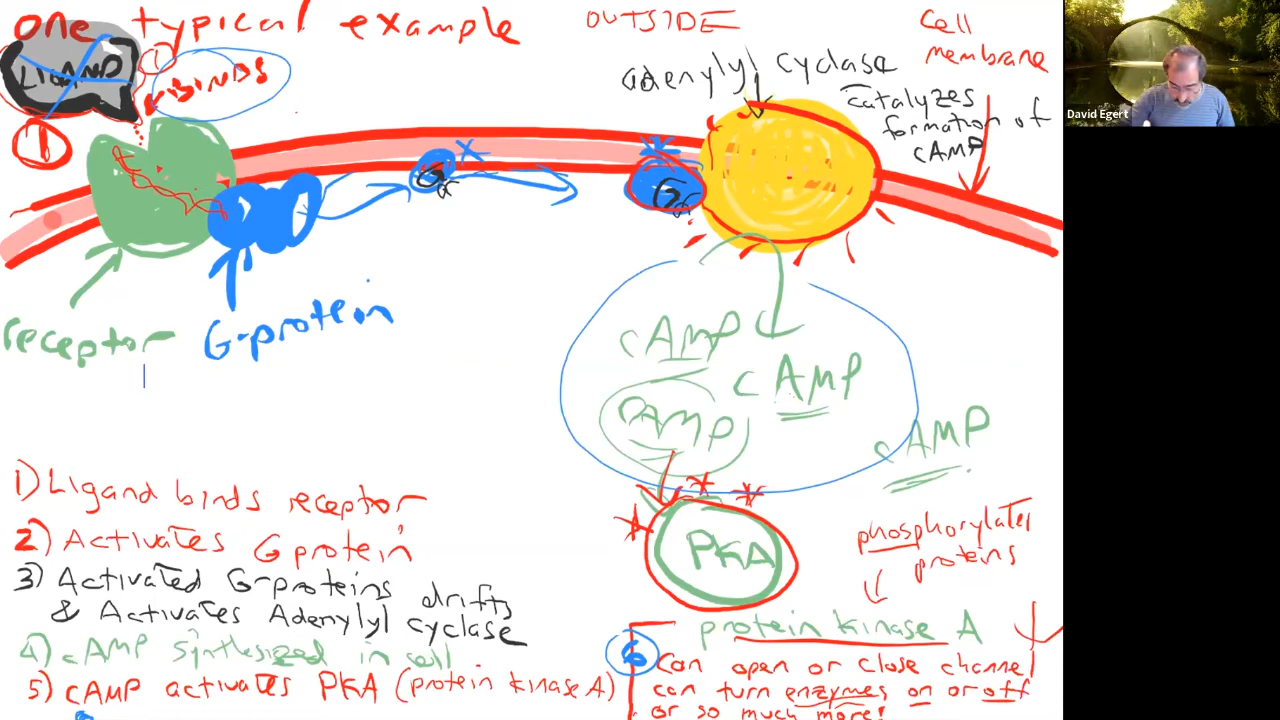 one typical example
OUTSIDE
Cell
membrane
LIGAND
①
BINDS
1
adenylyl cyclase
catalyzes
formation of
cAMP
G
G
David Egert
receptor
G-protein
cAMP
cAMP
cAMP
cAMP
PKA
phosphorylates
proteins
protein kinase A
1) Ligand binds receptor
2) Activates G protein
3) Activated G-proteins drifts
& Activates Adenylyl cyclase
4) cAMP synthesized in cell
5) cAMP activates PKA (protein kinase A)
6
Can open or close channel
can turn enzymes on or off
or so much more!